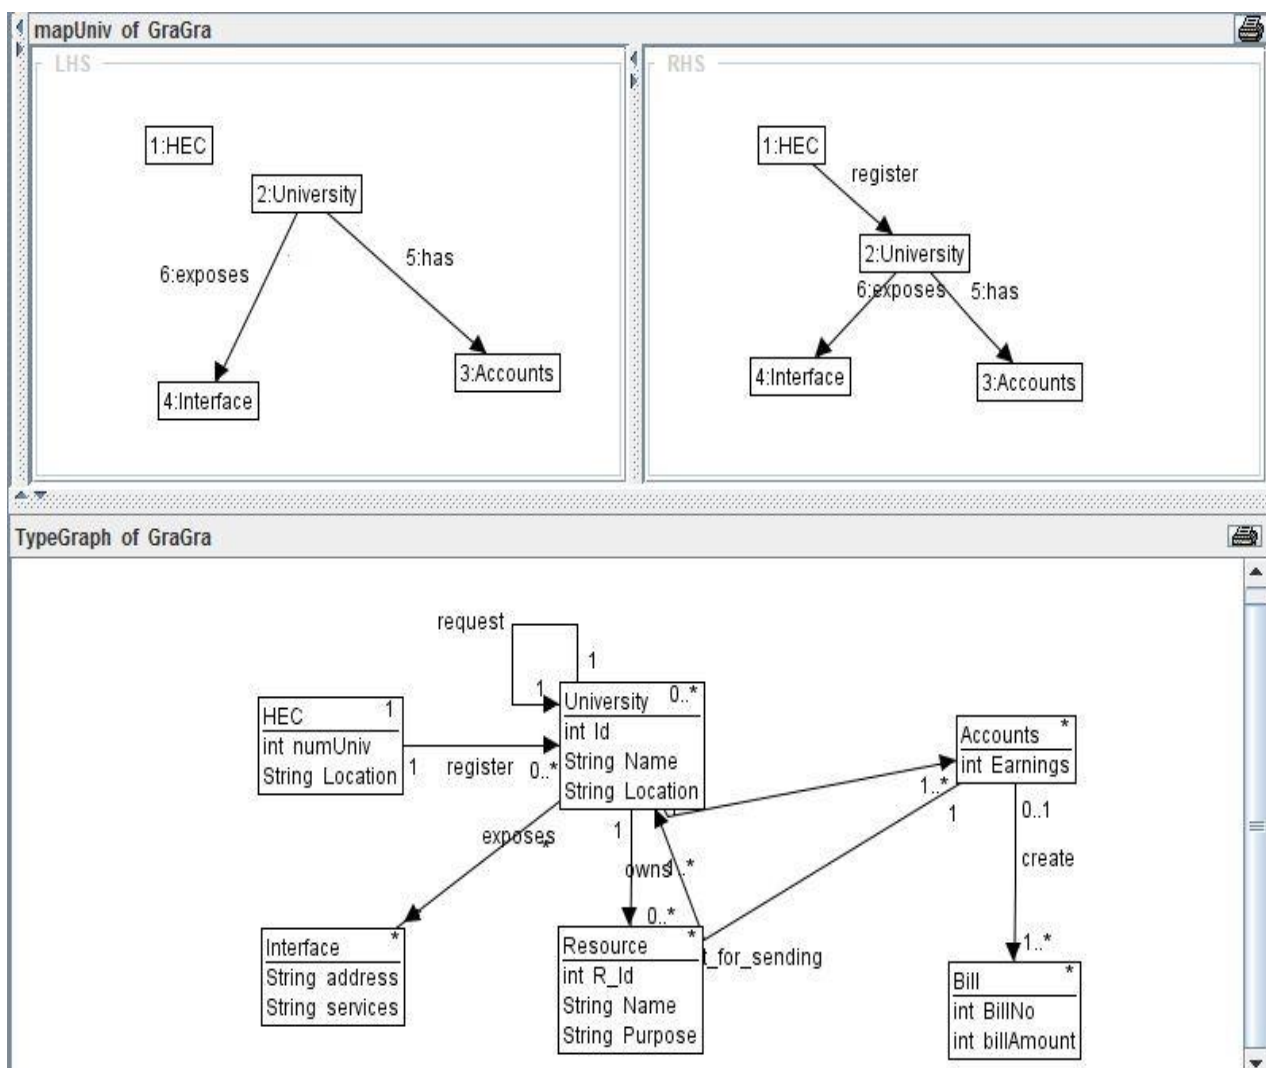 mapUniv of GraGra
LHS
RHS
1:HEC
2:University
6:exposes
5:has
4:Interface
3:Accounts
1:HEC
register
2:University
6:exposes
5:has
4:Interface
3:Accounts
TypeGraph of GraGra
request
1
1
HEC 1
int numUniv
String Location
1
register
0..*
University 0..*
int Id
String Name
String Location
Accounts *
int Earnings
1..*
1
0..1
create
1..*
exposes
*
1
owns
1..*
0..*
Interface *
String address
String services
Resource *
int R_Id
String Name
String Purpose
t_for_sending
Bill *
int BillNo
int billAmount